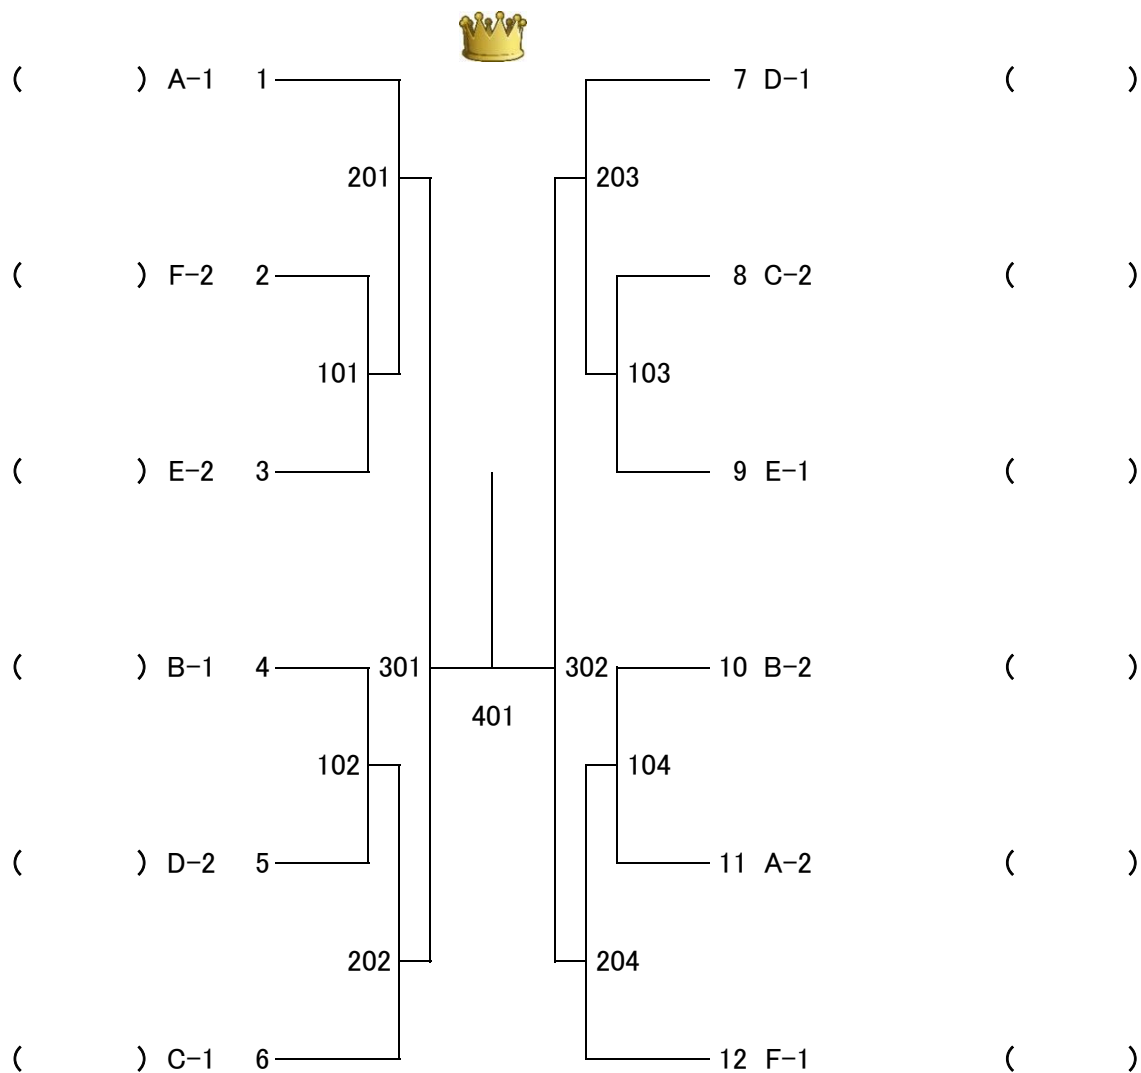 ( ) A-1 1 7 D-1 ( )
201 203
( ) F-2 2 8 C-2 ( )
101 103
( ) E-2 3 9 E-1 ( )
( ) B-1 4 301 302 10 B-2 ( )
401
102 104
( ) D-2 5 11 A-2 ( )
202 204
( ) C-1 6 12 F-1 ( )